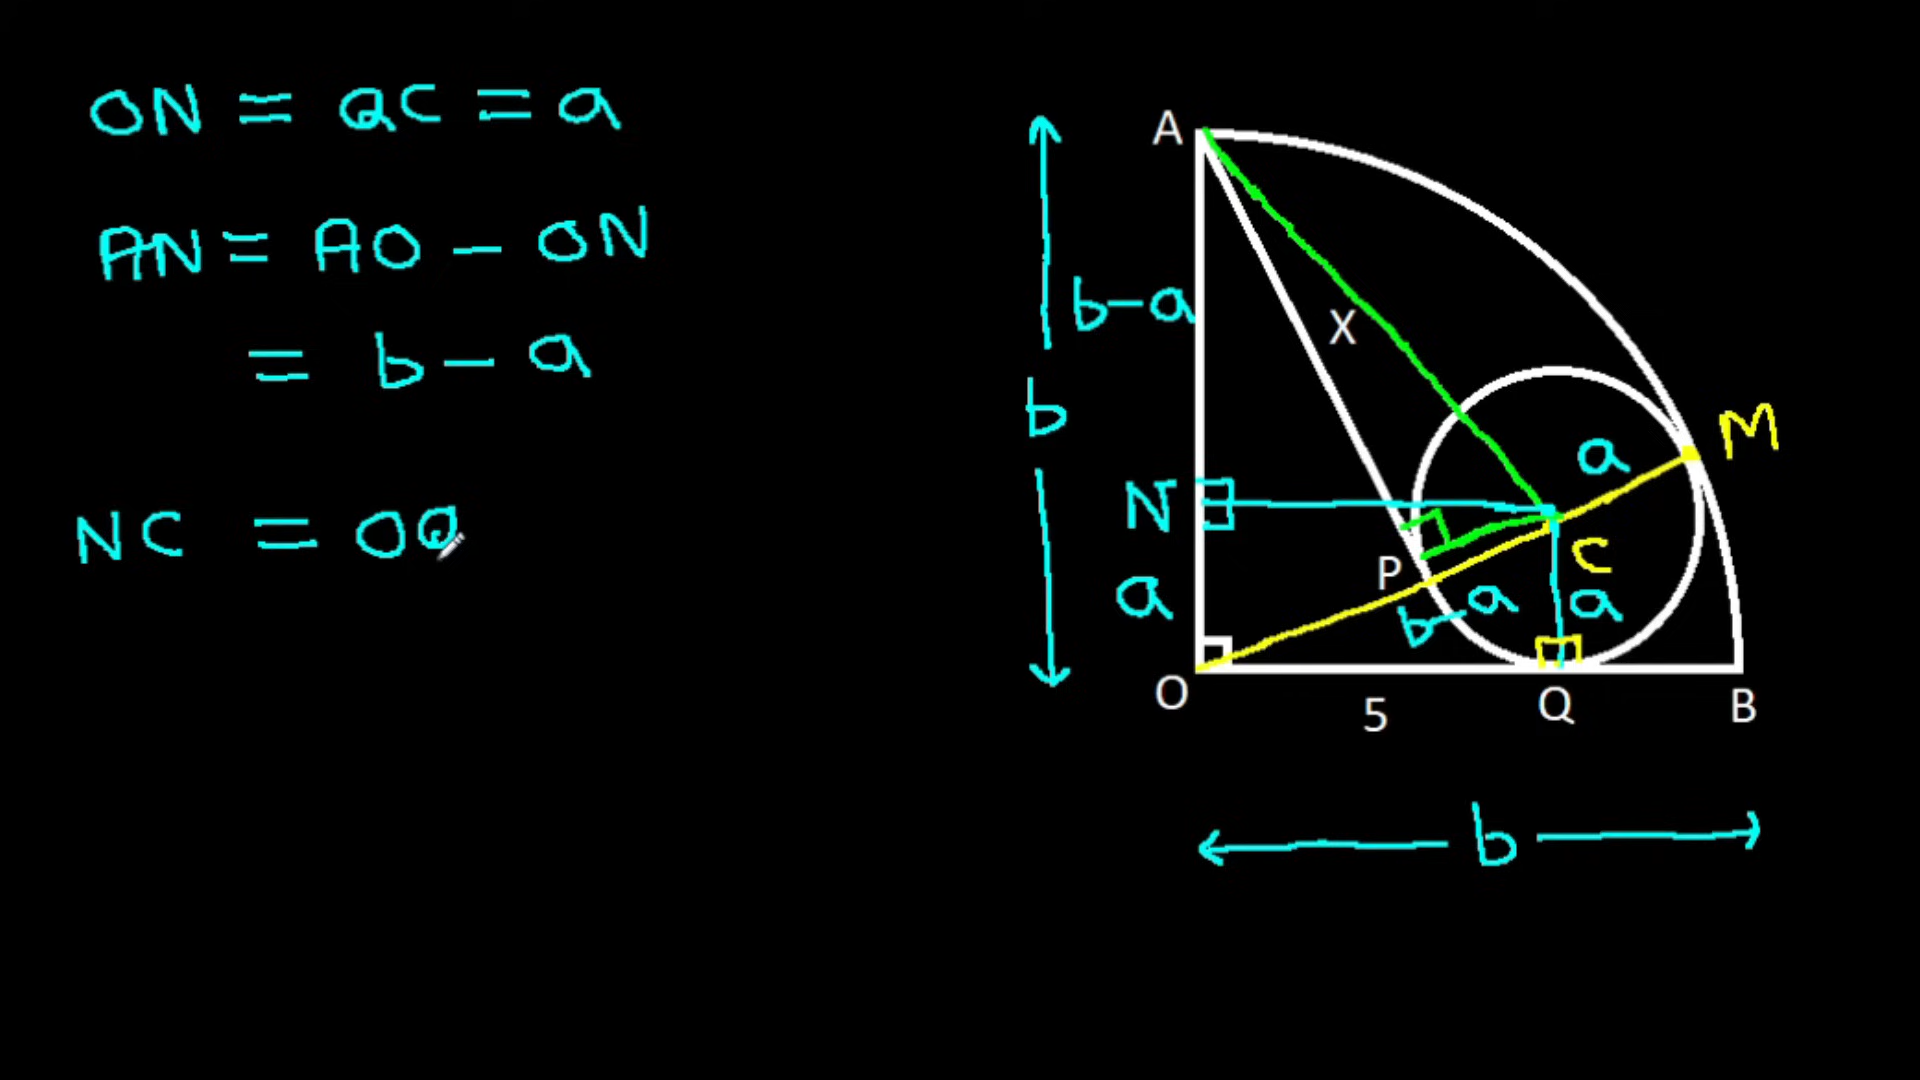 ON = QC = a
AN = AO - ON
= b - a
NC = OQ
A
b-a
X
b
M
a
N
C
P
a
b-a
a
O
5
Q
B
b